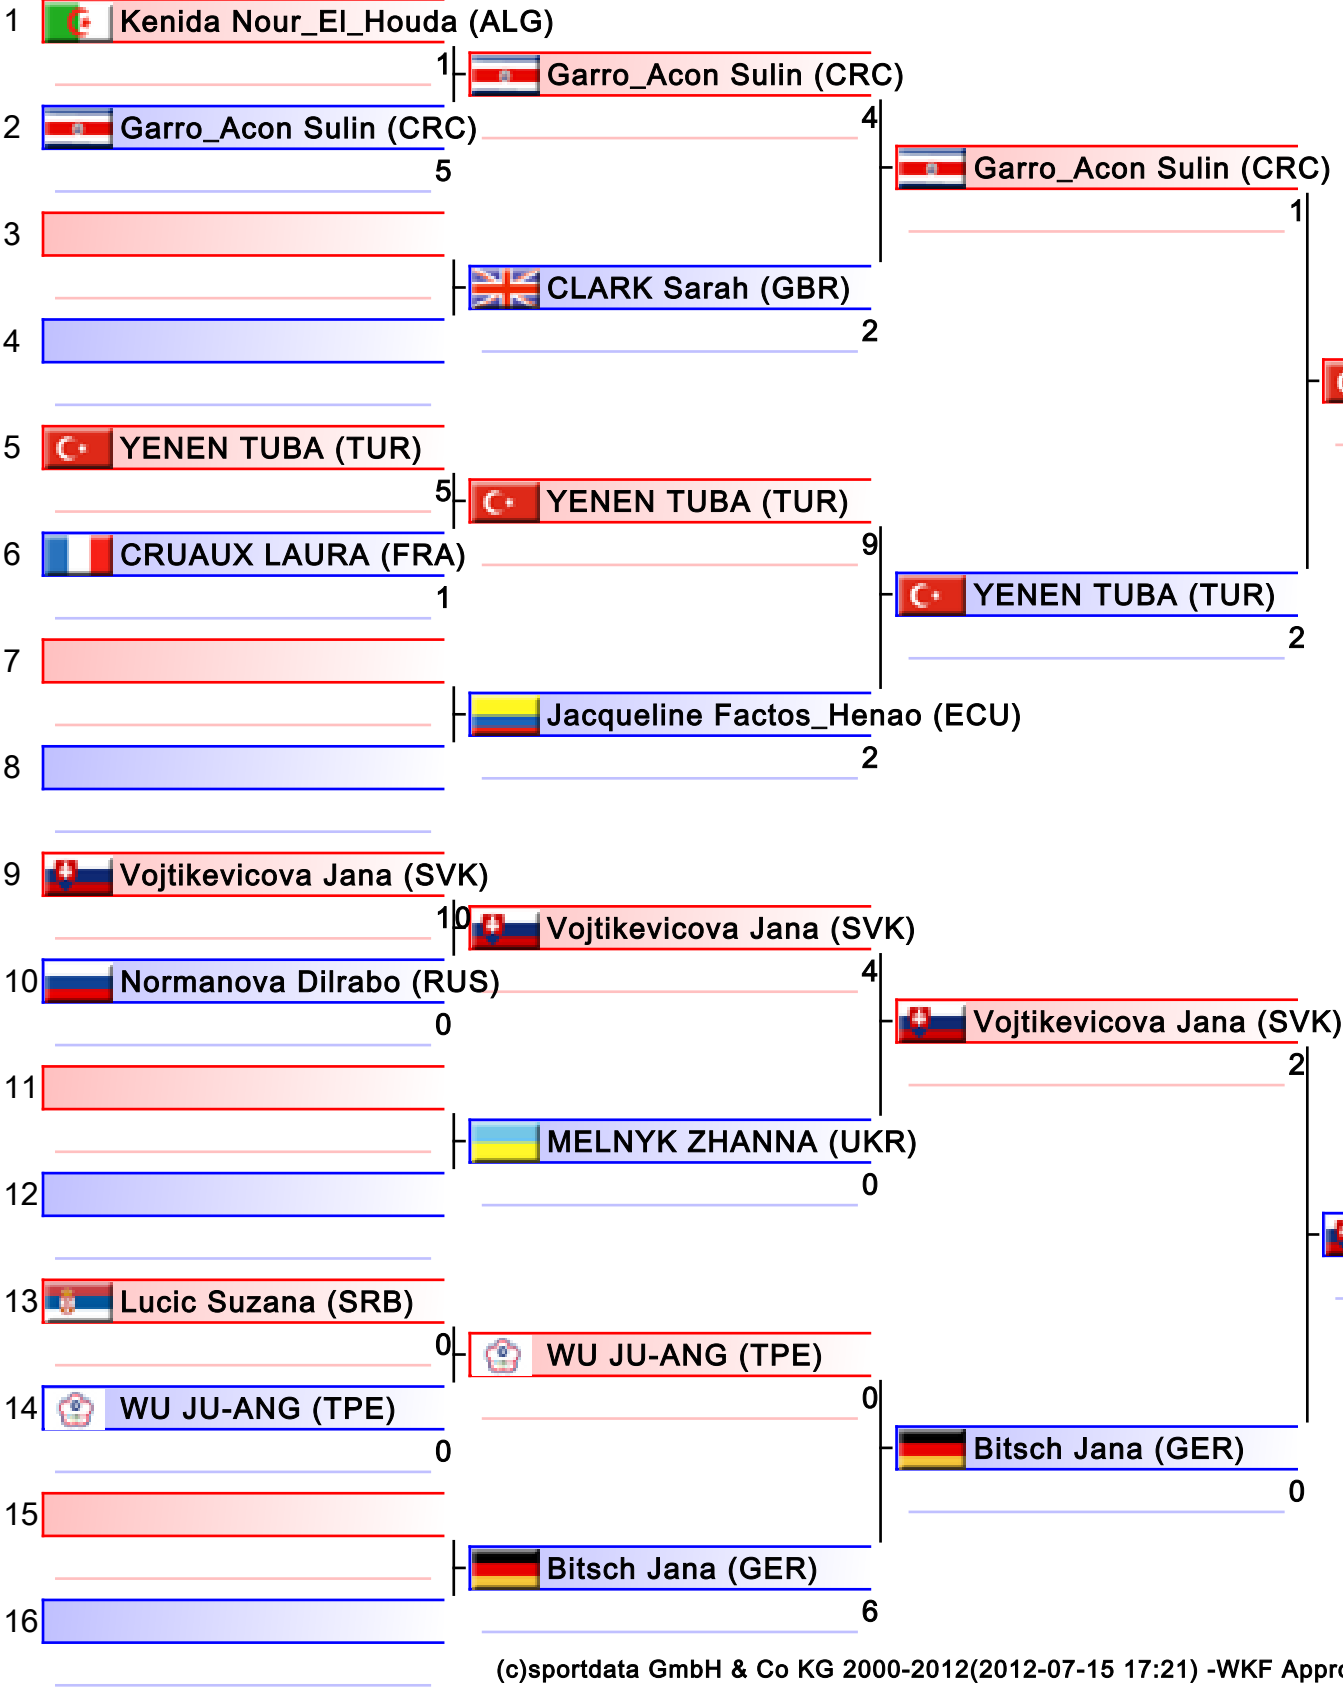 1 Kenida Nour_El_Houda (ALG)
1
Garro_Acon Sulin (CRC)
4
2 Garro_Acon Sulin (CRC)
5
Garro_Acon Sulin (CRC)
1
3
CLARK Sarah (GBR)
2
4
5 YENEN TUBA (TUR)
5
YENEN TUBA (TUR)
9
6 CRUAUX LAURA (FRA)
1
YENEN TUBA (TUR)
2
7
Jacqueline Factos_Henao (ECU)
2
8
9 Vojtikevicova Jana (SVK)
10
Vojtikevicova Jana (SVK)
4
10 Normanova Dilrabo (RUS)
0
Vojtikevicova Jana (SVK)
2
11
MELNYK ZHANNA (UKR)
0
12
13 Lucic Suzana (SRB)
0
WU JU-ANG (TPE)
0
14 WU JU-ANG (TPE)
0
Bitsch Jana (GER)
0
15
Bitsch Jana (GER)
6
16
(c)sportdata GmbH & Co KG 2000-2012(2012-07-15 17:21) -WKF Appro